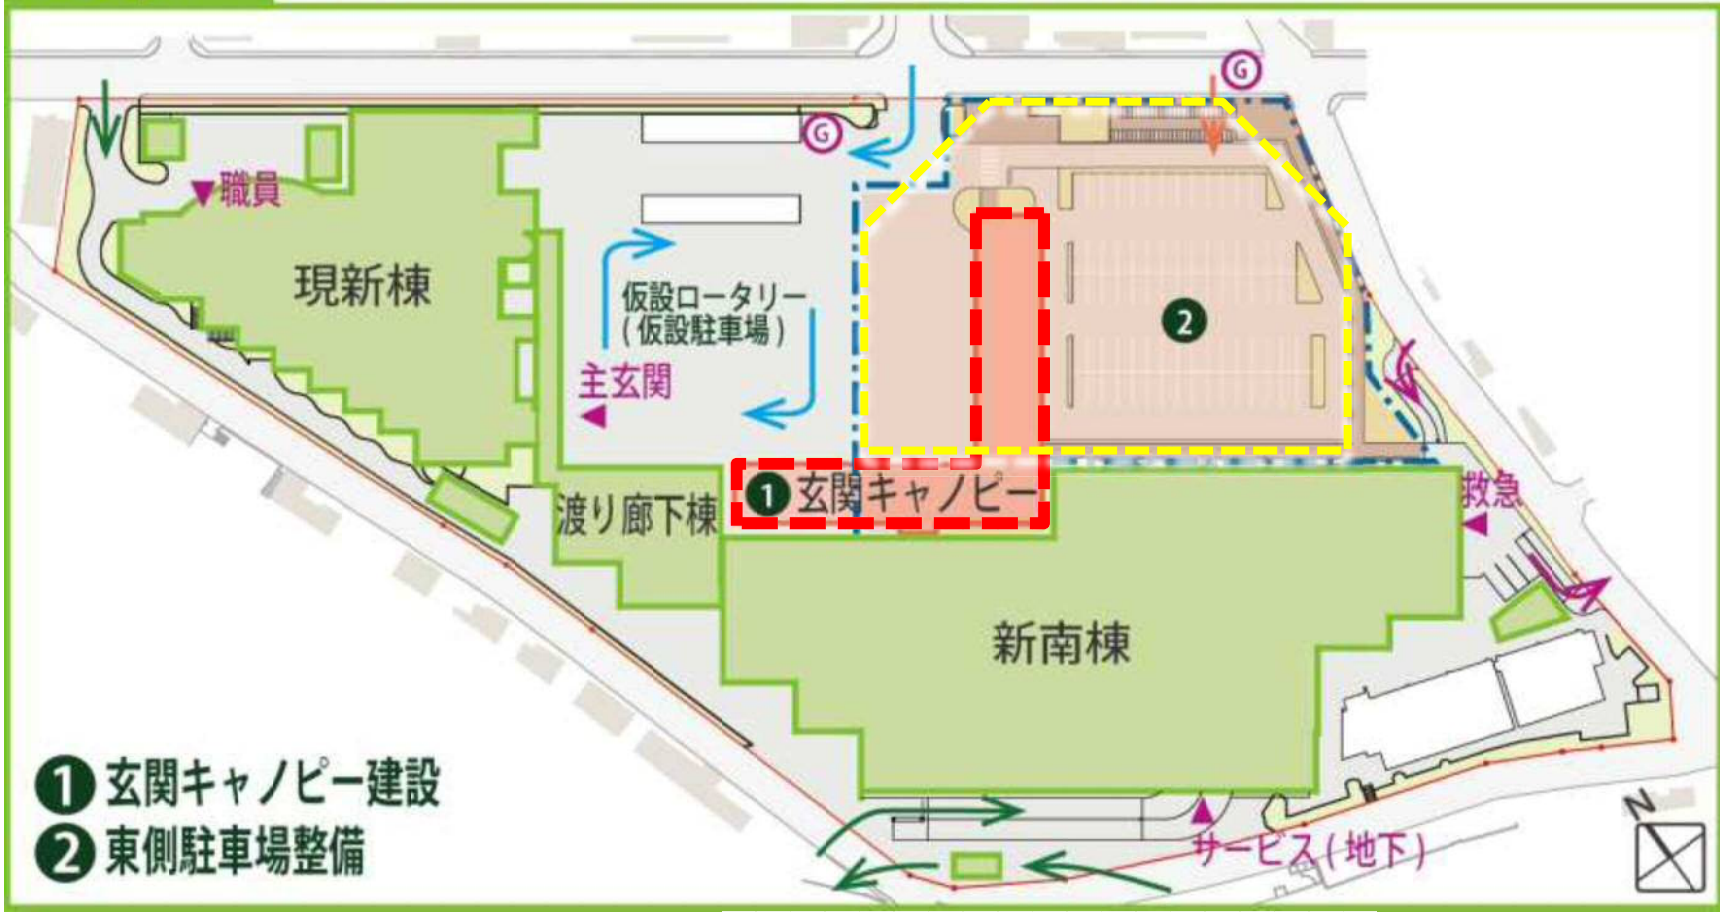 G
G
▼職員
現新棟
仮設ロータリー
(仮設駐車場)
主玄関
◀
2
1 玄関キャノピー
渡り廊下棟
救急
◀
新南棟
1 玄関キャノピー建設
2 東側駐車場整備
▲
サービス(地下)
N